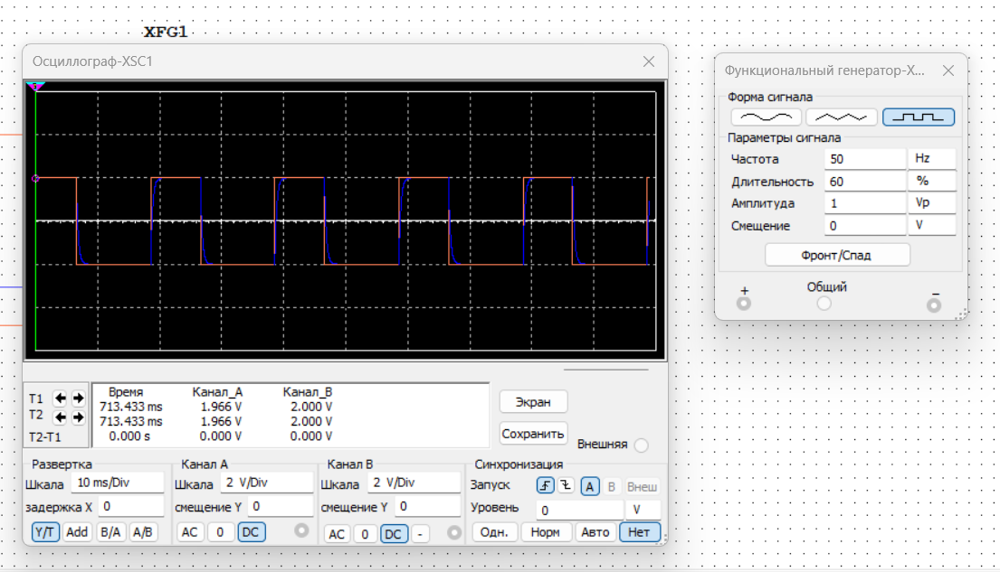 XFG1
Осциллограф-XSC1
Функциональный генератор-X...
Форма сигнала
Параметры сигнала
Частота 50 Hz
Длительность 60 %
Амплитуда 1 Vp
Смещение 0 V
Фронт/Спад
+ Общий −
Время Канал_A Канал_B
T1 713.433 ms 1.966 V 2.000 V
T2 713.433 ms 1.966 V 2.000 V
T2-T1 0.000 s 0.000 V 0.000 V
Экран
Сохранить
Внешняя
Развертка Канал A Канал B Синхронизация
Шкала 10 ms/Div Шкала 2 V/Div Шкала 2 V/Div Запуск A B Внеш
задержка X 0 смещение Y 0 смещение Y 0 Уровень 0 V
Y/T Add B/A A/B AC 0 DC AC 0 DC - Одн. Норм Авто Нет